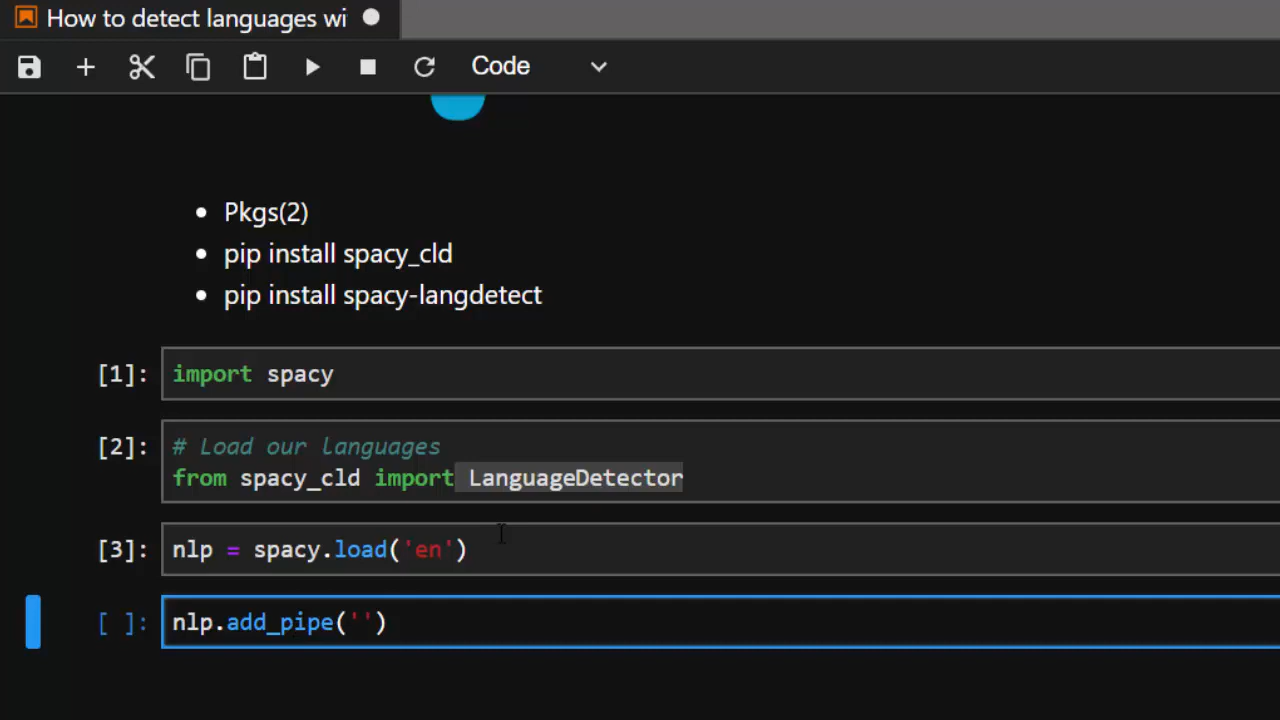 How to detect languages wi
Code
Pkgs(2)
pip install spacy_cld
pip install spacy-langdetect
[1]: import spacy
[2]: # Load our languages
from spacy_cld import LanguageDetector
[3]: nlp = spacy.load('en')
[ ]: nlp.add_pipe('')